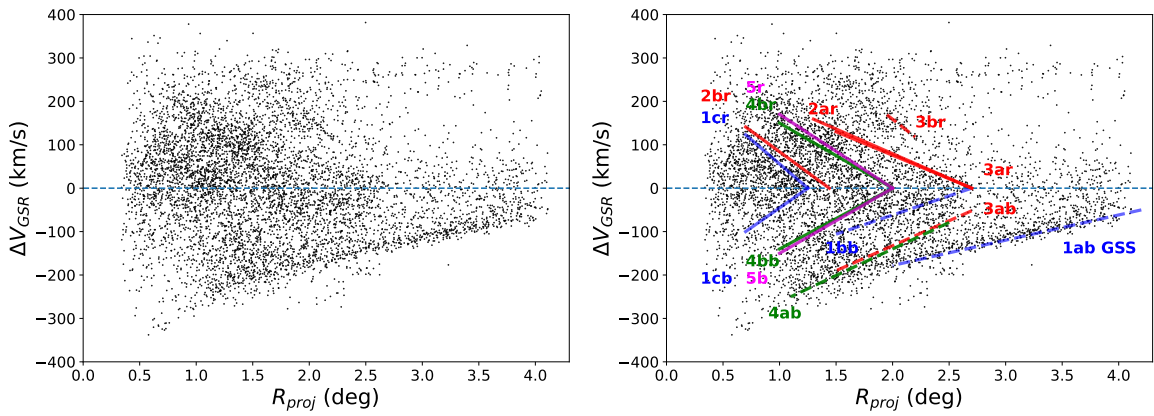 400
300
200
100
0
−100
−200
−300
−400
0.0 0.5 1.0 1.5 2.0 2.5 3.0 3.5 4.0
R_proj (deg)
ΔV_GSR (km/s)
400
300
200
100
0
−100
−200
−300
−400
0.0 0.5 1.0 1.5 2.0 2.5 3.0 3.5 4.0
R_proj (deg)
ΔV_GSR (km/s)
5r
2br
4br
2ar
1cr
3br
3ar
3ab
1bb
1ab GSS
4bb
1cb 5b
4ab